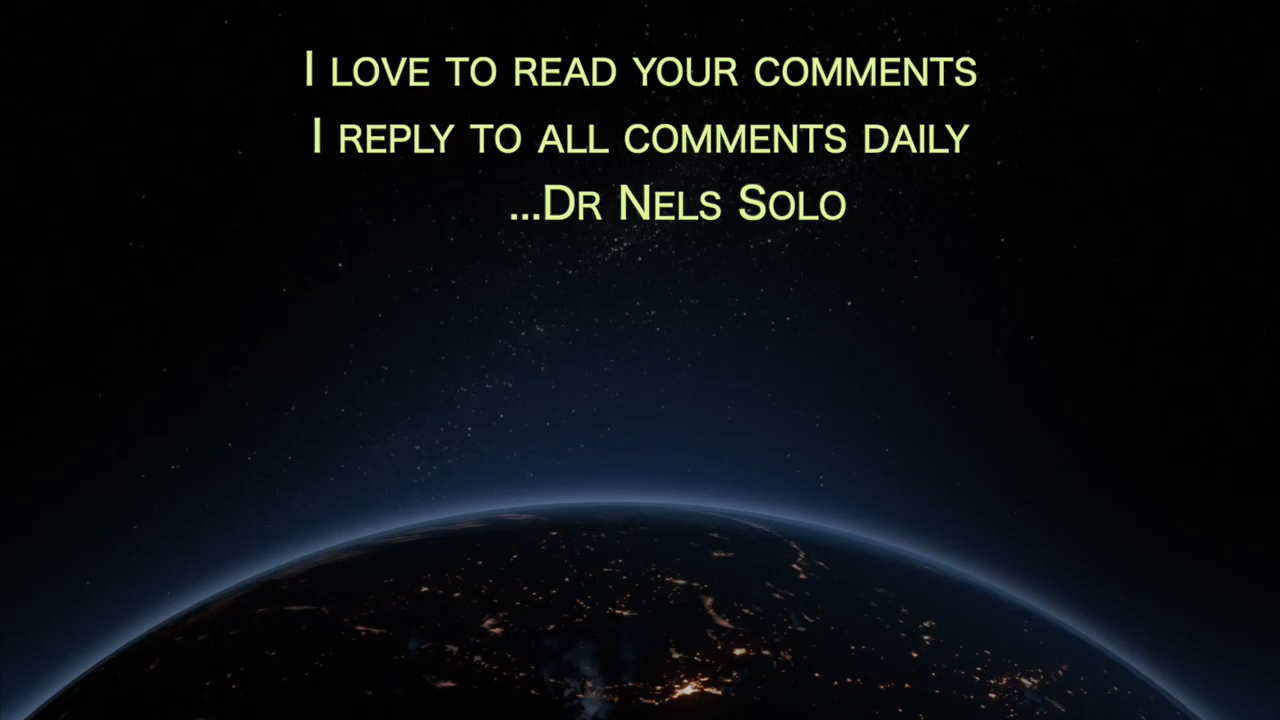 I LOVE TO READ YOUR COMMENTS
I REPLY TO ALL COMMENTS DAILY
...DR NELS SOLO